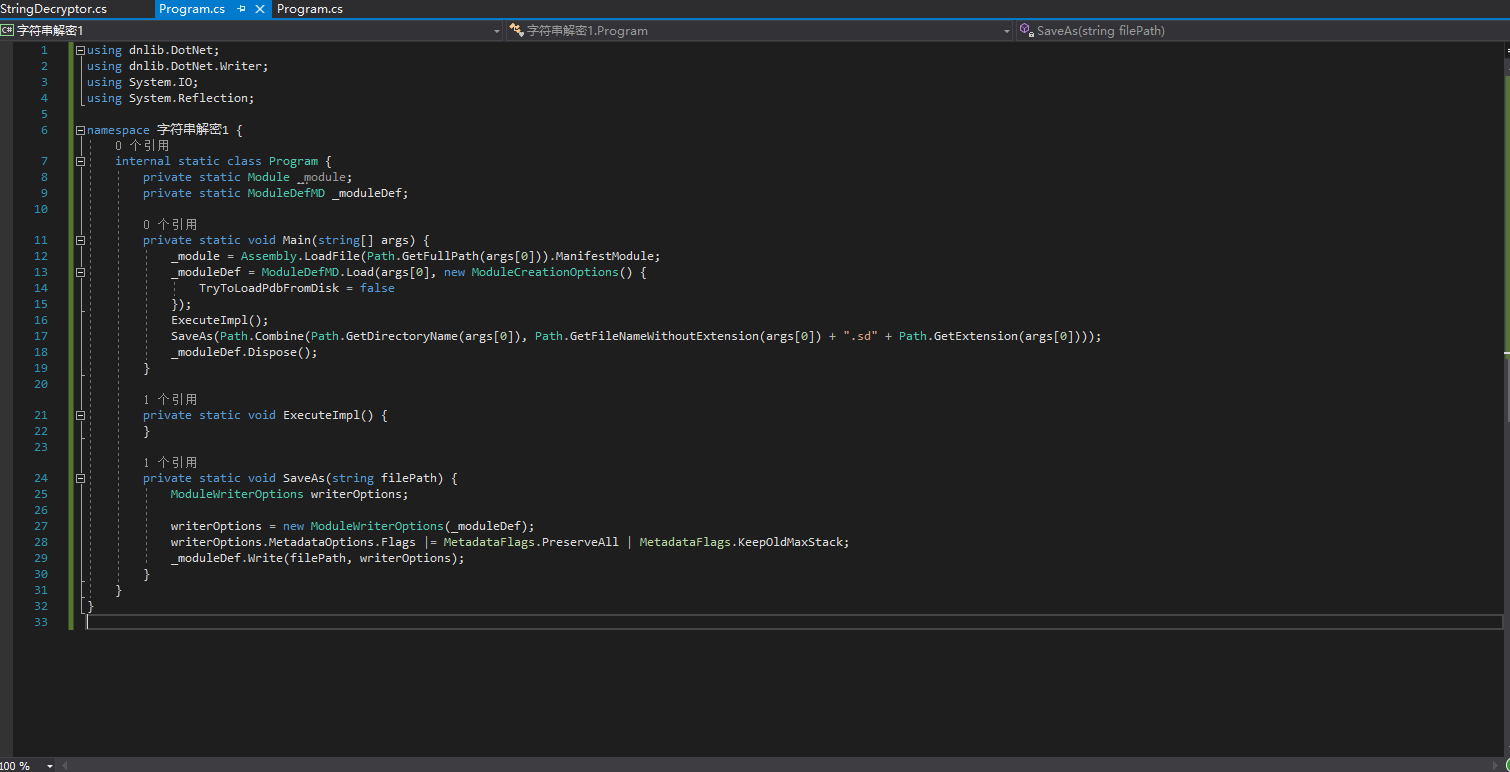 StringDecryptor.cs Program.cs Program.cs
C# 字符串解密1 字符串解密1.Program SaveAs(string filePath)
1 using dnlib.DotNet;
2 using dnlib.DotNet.Writer;
3 using System.IO;
4 using System.Reflection;
5
6 namespace 字符串解密1 {
0 个引用
7 internal static class Program {
8 private static Module _module;
9 private static ModuleDefMD _moduleDef;
10
0 个引用
11 private static void Main(string[] args) {
12 _module = Assembly.LoadFile(Path.GetFullPath(args[0])).ManifestModule;
13 _moduleDef = ModuleDefMD.Load(args[0], new ModuleCreationOptions() {
14 TryToLoadPdbFromDisk = false
15 });
16 ExecuteImpl();
17 SaveAs(Path.Combine(Path.GetDirectoryName(args[0]), Path.GetFileNameWithoutExtension(args[0]) + ".sd" + Path.GetExtension(args[0])));
18 _moduleDef.Dispose();
19 }
20
1 个引用
21 private static void ExecuteImpl() {
22 }
23
1 个引用
24 private static void SaveAs(string filePath) {
25 ModuleWriterOptions writerOptions;
26
27 writerOptions = new ModuleWriterOptions(_moduleDef);
28 writerOptions.MetadataOptions.Flags |= MetadataFlags.PreserveAll | MetadataFlags.KeepOldMaxStack;
29 _moduleDef.Write(filePath, writerOptions);
30 }
31 }
32 }
33
100 %